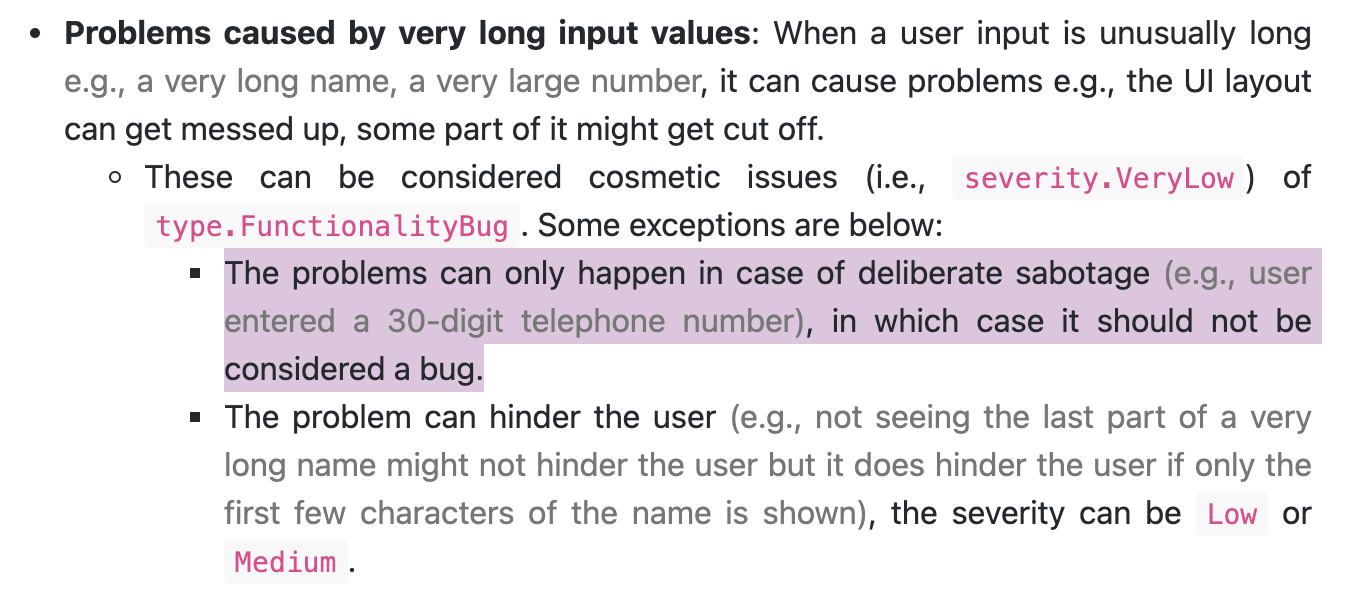 • Problems caused by very long input values: When a user input is unusually long
e.g., a very long name, a very large number, it can cause problems e.g., the UI layout
can get messed up, some part of it might get cut off.
◦ These can be considered cosmetic issues (i.e., severity.VeryLow) of
type.FunctionalityBug. Some exceptions are below:
▪ The problems can only happen in case of deliberate sabotage (e.g., user
entered a 30-digit telephone number), in which case it should not be
considered a bug.
▪ The problem can hinder the user (e.g., not seeing the last part of a very
long name might not hinder the user but it does hinder the user if only the
first few characters of the name is shown), the severity can be Low or
Medium.